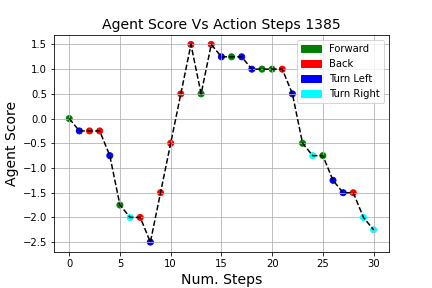 Agent Score Vs Action Steps 1385
Agent Score
1.5
1.0
0.5
0.0
−0.5
−1.0
−1.5
−2.0
−2.5
Forward
Back
Turn Left
Turn Right
0 5 10 15 20 25 30
Num. Steps